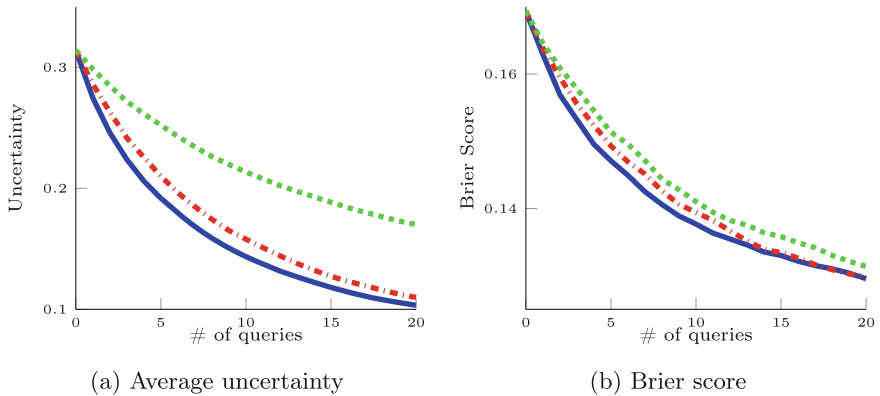 Uncertainty
0.3
0.2
0.1
0 5 10 15 20
# of queries
(a) Average uncertainty
Brier Score
0.16
0.14
0 5 10 15 20
# of queries
(b) Brier score